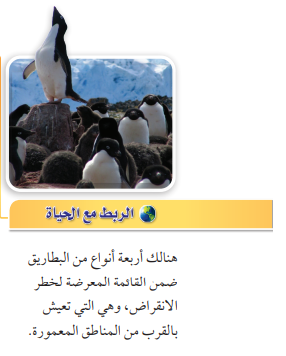 الربط مع الحياة
هنالك أربعة أنواع من البطاريق
ضمن القائمة المعرضة لخطر
الانقراض، وهي التي تعيش
بالقرب من المناطق المعمورة.